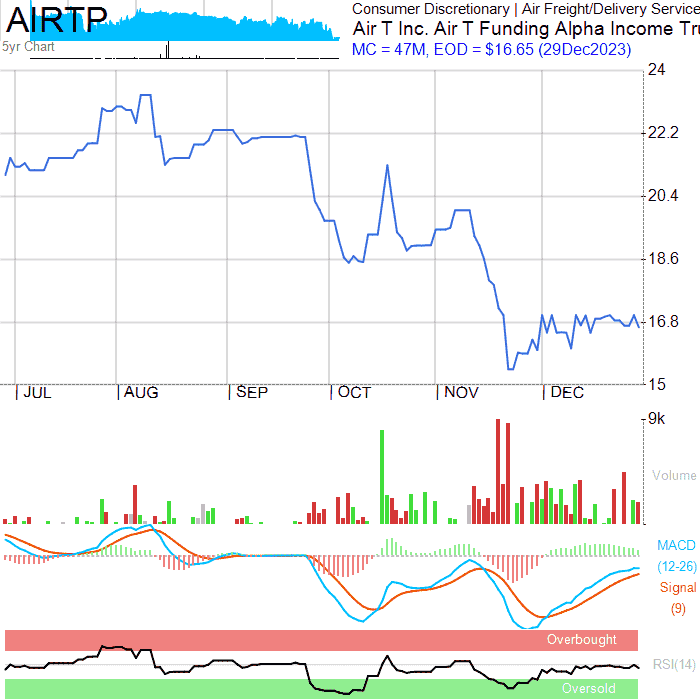 AIRTP
5yr Chart
Consumer Discretionary | Air Freight/Delivery Service
Air T Inc. Air T Funding Alpha Income Tru
MC = 47M, EOD = $16.65 (29Dec2023)
24
22.2
20.4
18.6
16.8
15
| JUL | AUG | SEP | OCT | NOV | DEC
9k
Volume
MACD
(12-26)
Signal
(9)
Overbought
RSI(14)
Oversold